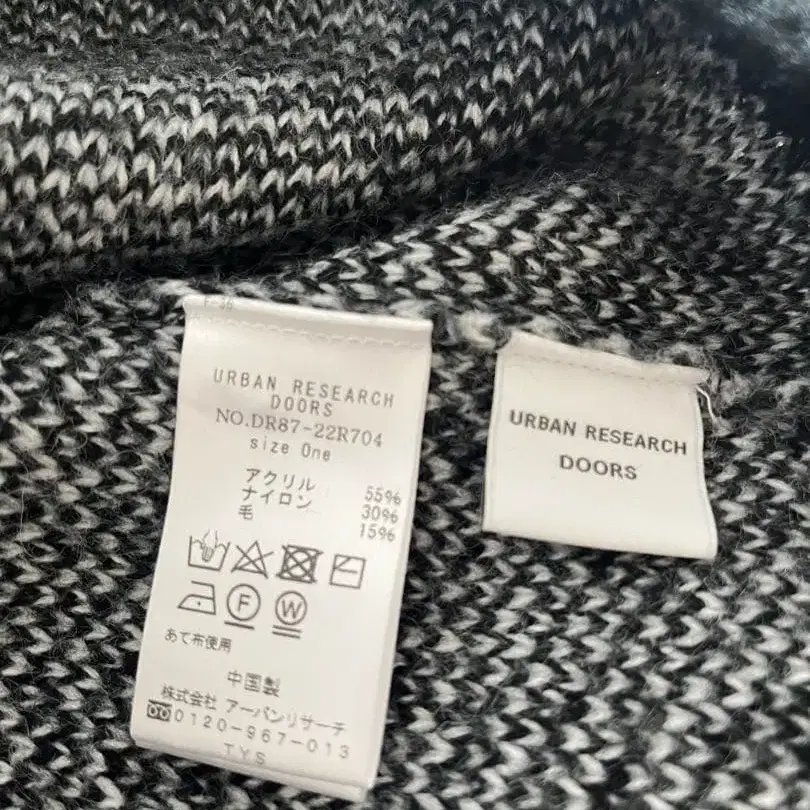 URBAN RESEARCH
DOORS
NO.DR87-22R704
size One
アクリル 55%
ナイロン 30%
毛 15%
F W
あて布使用
中国製
株式会社 アーバンリサーチ
0120-967-013
TYS
URBAN RESEARCH
DOORS